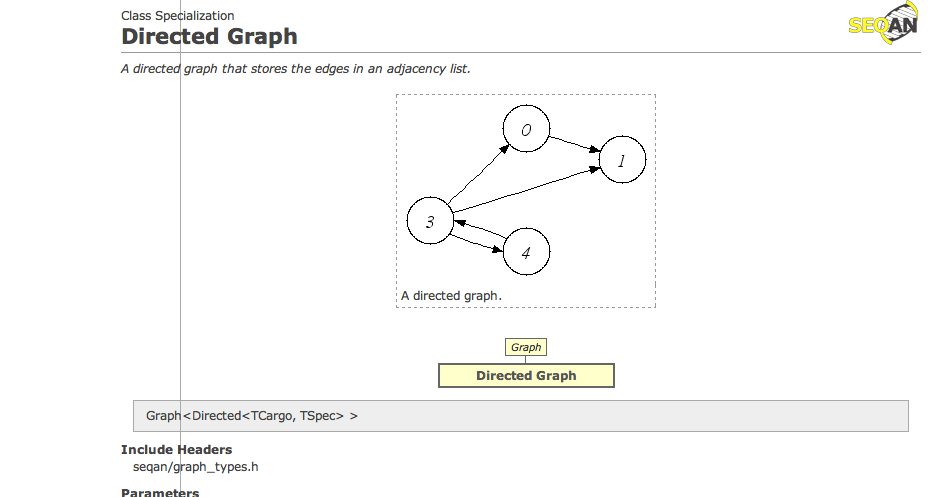 Class Specialization
SEQAN
Directed Graph
A directed graph that stores the edges in an adjacency list.
0
1
3
4
A directed graph.
Graph
Directed Graph
Graph<Directed<TCargo, TSpec> >
Include Headers
seqan/graph_types.h
Parameters